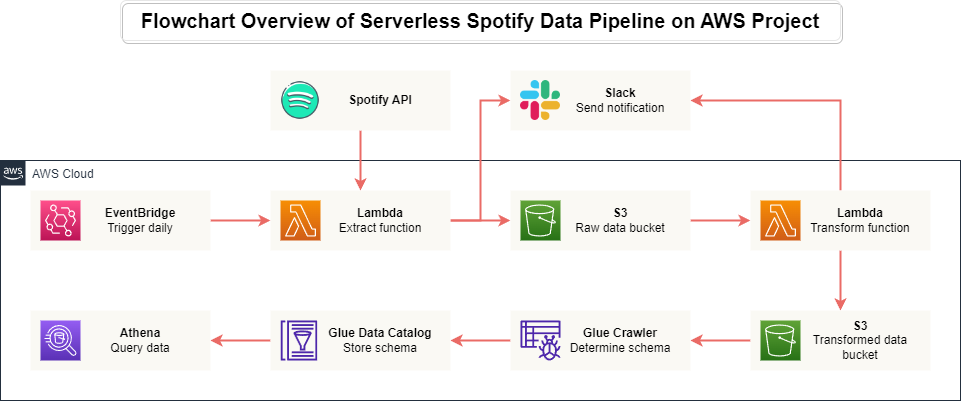 Flowchart Overview of Serverless Spotify Data Pipeline on AWS Project
Spotify API
Slack
Send notification
aws
AWS Cloud
EventBridge
Trigger daily
Lambda
Extract function
S3
Raw data bucket
Lambda
Transform function
Athena
Query data
Glue Data Catalog
Store schema
Glue Crawler
Determine schema
S3
Transformed data
bucket